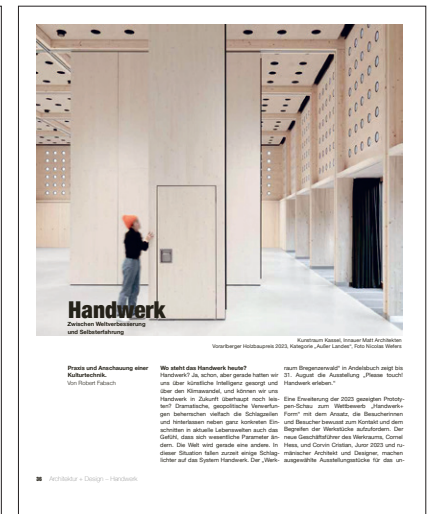 Handwerk
Zwischen Weltverbesserung
und Selbsterfahrung
Kunstraum Kassel, Innauer Matt Architekten
Vorarlberger Holzbaupreis 2023, Kategorie „Außer Landes“, Foto Nicolas Wefers
Praxis und Anschauung einer
Kulturtechnik.
Von Robert Fabach
Wo steht das Handwerk heute?
Handwerk? Ja, schon, aber gerade hatten wir
uns über künstliche Intelligenz gesorgt und
über den Klimawandel, und können wir uns
Handwerk in Zukunft überhaupt noch leis-
ten? Dramatische, geopolitische Verwerfun-
gen beherrschen vielfach die Schlagzeilen
und hinterlassen neben ganz konkreten Ein-
schnitten in aktuelle Lebenswelten auch das
Gefühl, dass sich wesentliche Parameter än-
dern. Die Welt wird gerade eine andere. In
dieser Situation fallen zurzeit einige Schlag-
lichter auf das System Handwerk. Der „Werk-
raum Bregenzerwald“ in Andelsbuch zeigt bis
31. August die Ausstellung „Please touch!
Handwerk erleben.“
Eine Erweiterung der 2023 gezeigten Prototy-
pen-Schau zum Wettbewerb „Handwerk+
Form“ mit dem Ansatz, die Besucherinnen
und Besucher bewusst zum Kontakt und dem
Begreifen der Werkstücke aufzufordern. Der
neue Geschäftsführer des Werkraums, Cornel
Hess, und Corvin Cristian, Juror 2023 und ru-
mänischer Architekt und Designer, machen
ausgewählte Ausstellungsstücke für das un-
36 Architektur + Design – Handwerk